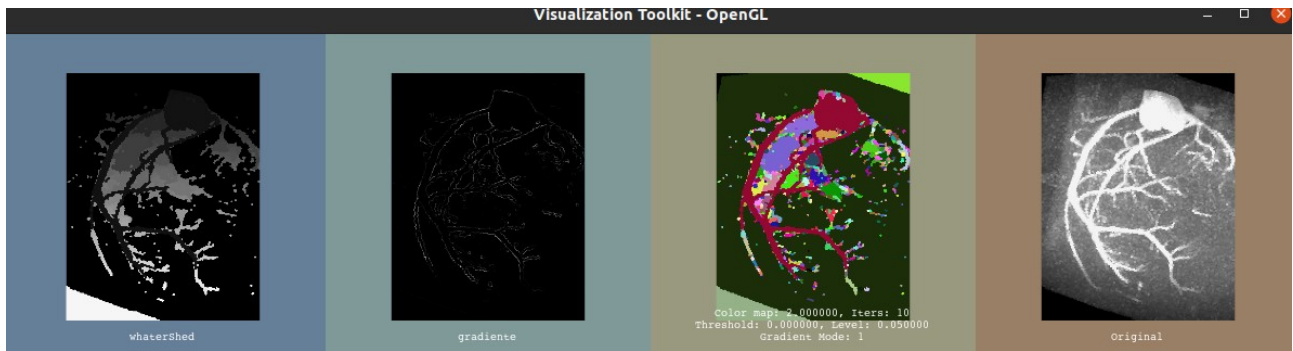 Visualization Toolkit - OpenGL
whaterShed
gradiente
Color map: 2.000000, Iters: 10
Threshold: 0.000000, Level: 0.050000
Gradient Mode: 1
Original